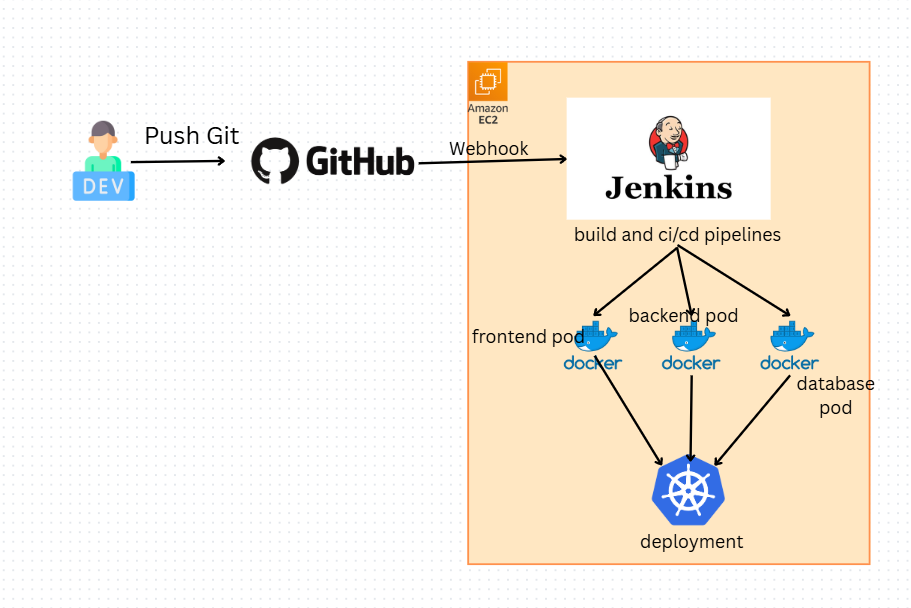 Push Git
DEV
GitHub
Webhook
Amazon
EC2
Jenkins
build and ci/cd pipelines
frontend pod
backend pod
docker
docker
docker
database
pod
deployment